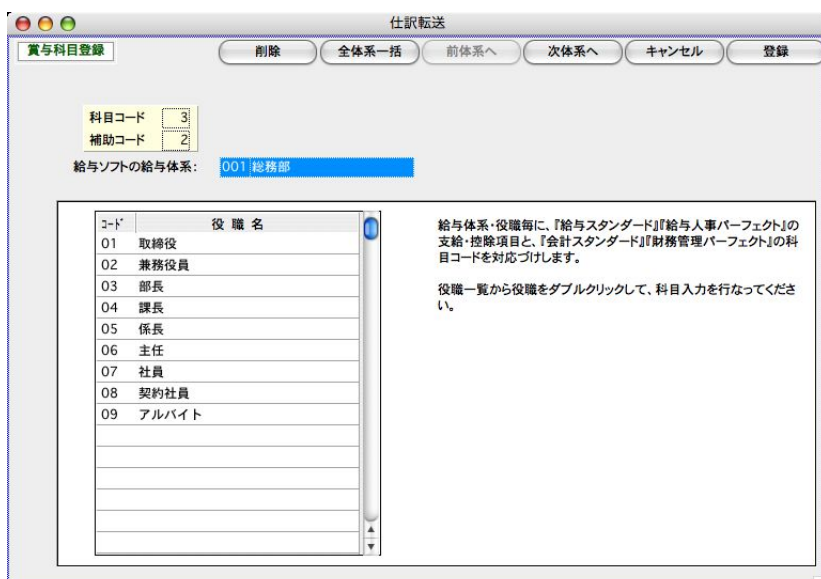 仕訳転送
賞与科目登録
削除 全体系一括 前体系へ 次体系へ キャンセル 登録
科目コード 3
補助コード 2
給与ソフトの給与体系: 001 総務部
ｺｰﾄﾞ 役 職 名
01 取締役
02 兼務役員
03 部長
04 課長
05 係長
06 主任
07 社員
08 契約社員
09 アルバイト
給与体系・役職毎に、『給与スタンダード』『給与人事パーフェクト』の
支給・控除項目と、『会計スタンダード』『財務管理パーフェクト』の科
目コードを対応づけします。
役職一覧から役職をダブルクリックして、科目入力を行なってくださ
い。